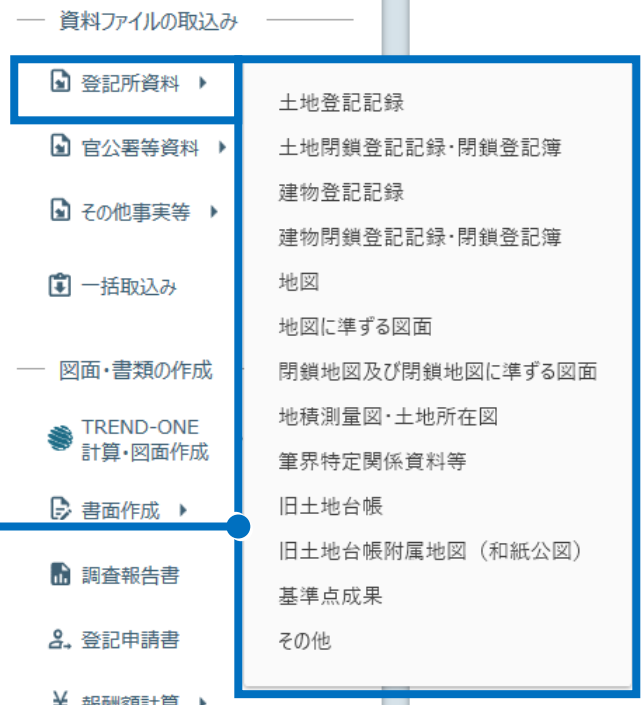 資料ファイルの取込み
登記所資料
官公署等資料
その他事実等
一括取込み
図面・書類の作成
TREND-ONE
計算・図面作成
書面作成
調査報告書
登記申請書
報酬額計算
土地登記記録
土地閉鎖登記記録・閉鎖登記簿
建物登記記録
建物閉鎖登記記録・閉鎖登記簿
地図
地図に準ずる図面
閉鎖地図及び閉鎖地図に準ずる図面
地積測量図・土地所在図
筆界特定関係資料等
旧土地台帳
旧土地台帳附属地図（和紙公図）
基準点成果
その他